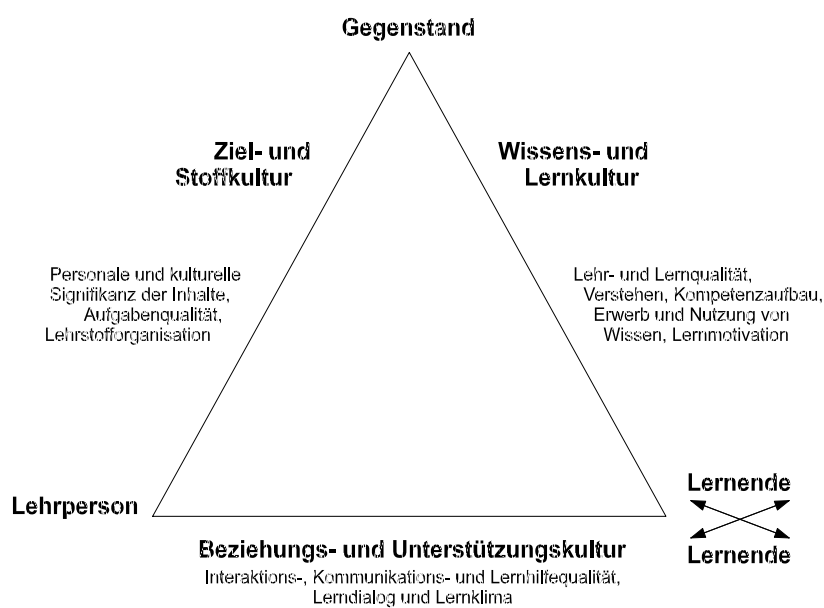 Gegenstand
Ziel- und
Stoffkultur
Wissens- und
Lernkultur
Personale und kulturelle
Signifikanz der Inhalte,
Aufgabenqualität,
Lehrstofforganisation
Lehr- und Lernqualität,
Verstehen, Kompetenzaufbau,
Erwerb und Nutzung von
Wissen, Lernmotivation
Lehrperson
Lernende
Lernende
Beziehungs- und Unterstützungskultur
Interaktions-, Kommunikations- und Lernhilfequalität,
Lerndialog und Lernklima